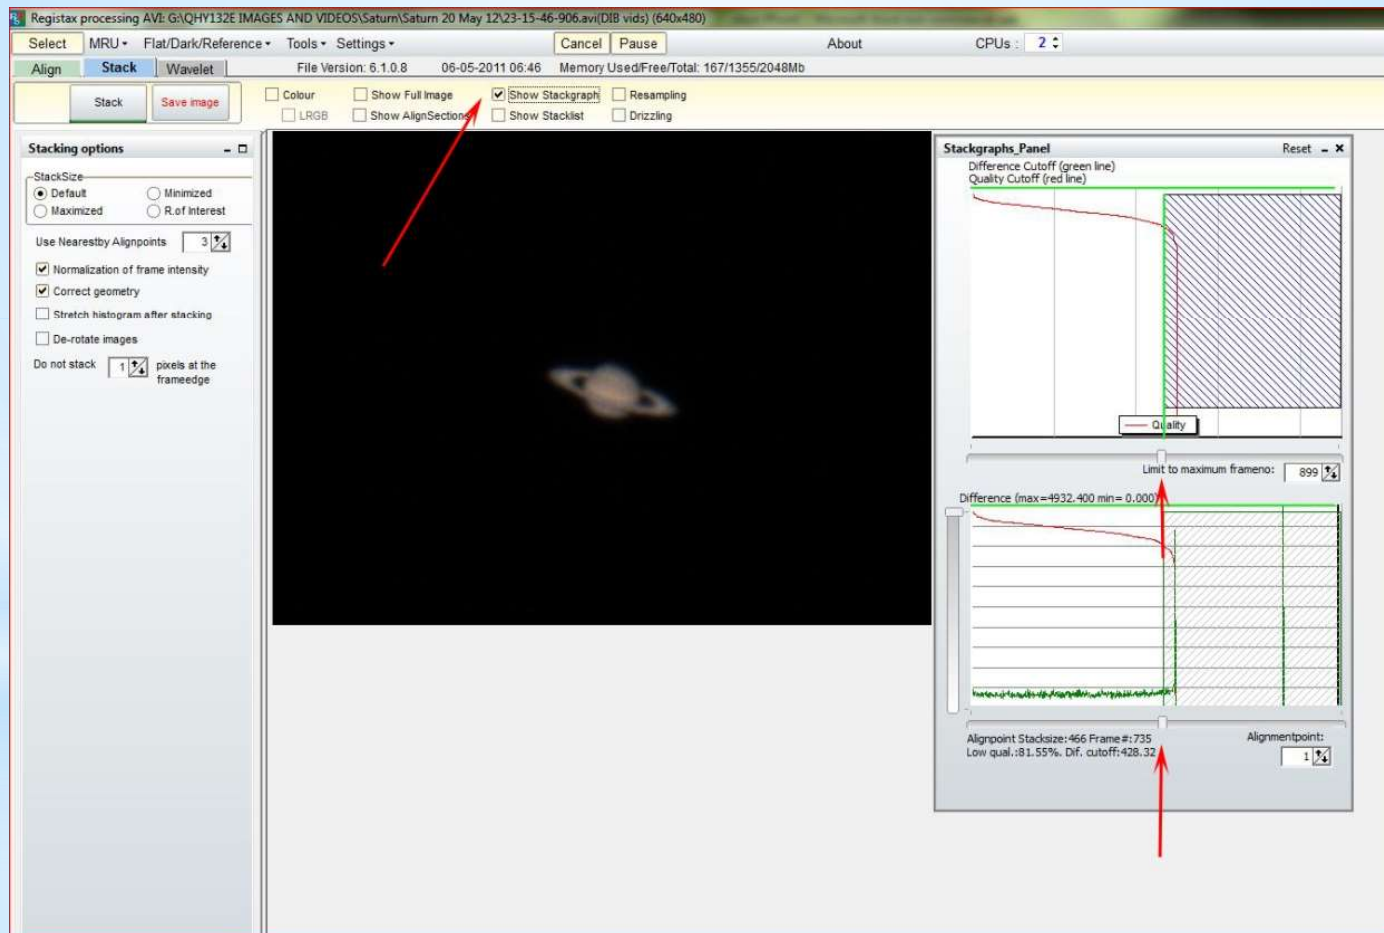 Registax processing AVI: G:\QHY132E IMAGES AND VIDEOS\Saturn\Saturn 20 May 12\23-15-46-906.avi(DIB vids) (640x480)
Select MRU Flat/Dark/Reference Tools Settings Cancel Pause About CPUs : 2
Align Stack Wavelet File Version: 6.1.0.8 06-05-2011 06:46 Memory Used/Free/Total: 167/1355/2048Mb
Stack Save image
Colour Show Full Image Show Stackgraph Resampling
LRGB Show AlignSections Show Stacklist Drizzling
Stacking options
StackSize
Default Minimized
Maximized R.of Interest
Use Nearestby Alignpoints 3
Normalization of frame intensity
Correct geometry
Stretch histogram after stacking
De-rotate images
Do not stack 1 pixels at the
frameedge
Stackgraphs_Panel Reset
Difference Cutoff (green line)
Quality Cutoff (red line)
Quality
Limit to maximum frameno: 899
Difference (max=4932.400 min= 0.000)
Alignpoint Stacksize:466 Frame#:735
Low qual.:81.55%. Dif. cutoff:428.32
Alignmentpoint:
1